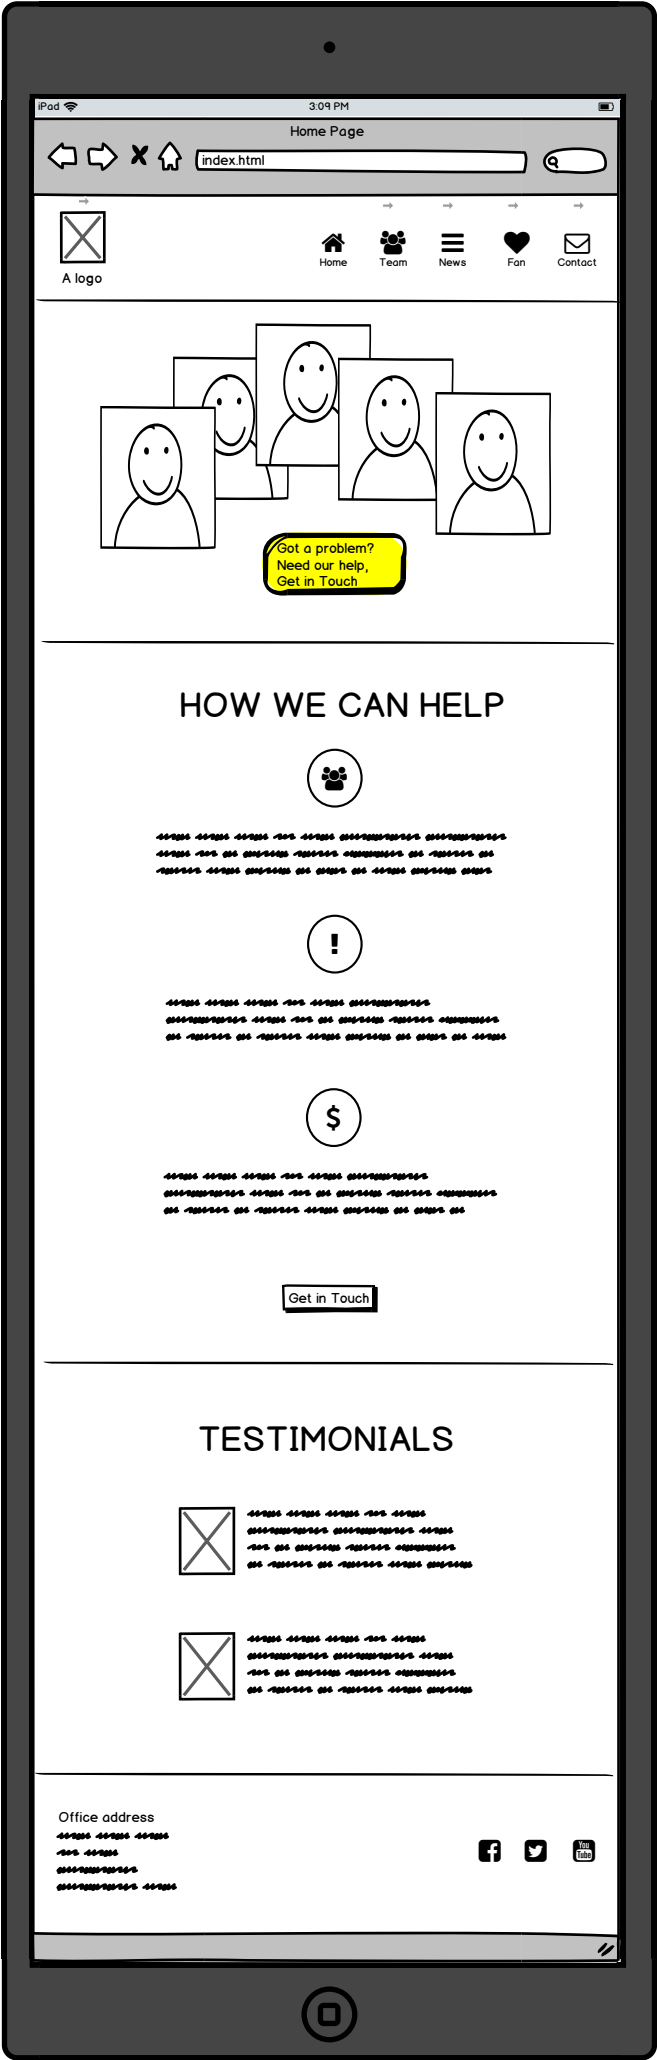 iPad
3:09 PM
Home Page
index.html
A logo
Home
Team
News
Fan
Contact
Got a problem?
Need our help,
Get in Touch
HOW WE CAN HELP
!
$
Get in Touch
TESTIMONIALS
Office address
You
Tube